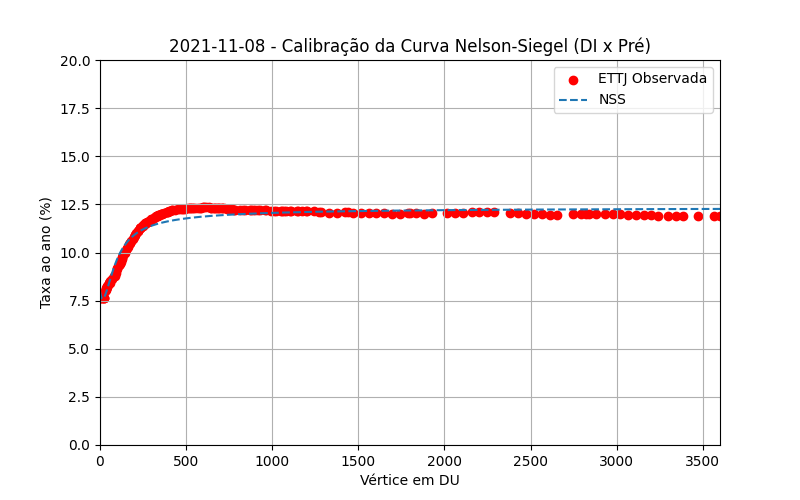 2021-11-08 - Calibração da Curva Nelson-Siegel (DI x Pré)
ETTJ Observada
NSS
Taxa ao ano (%)
20.0
17.5
15.0
12.5
10.0
7.5
5.0
2.5
0.0
0 500 1000 1500 2000 2500 3000 3500
Vértice em DU